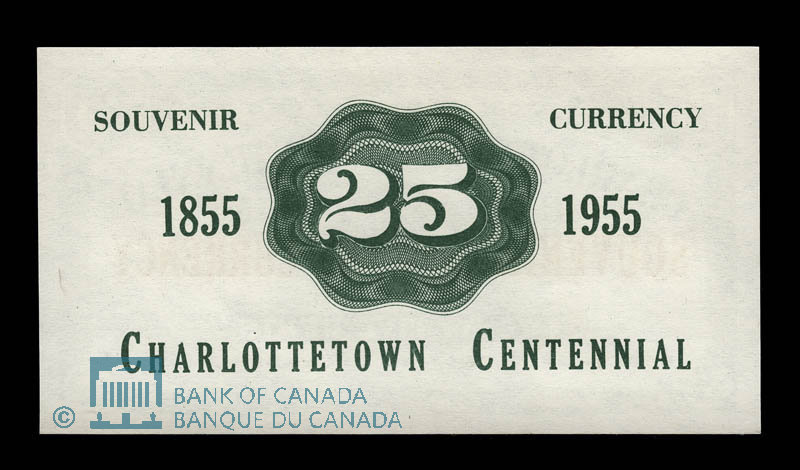 SOUVENIR CURRENCY
1855 25 1955
CHARLOTTETOWN CENTENNIAL
© BANK OF CANADA
BANQUE DU CANADA